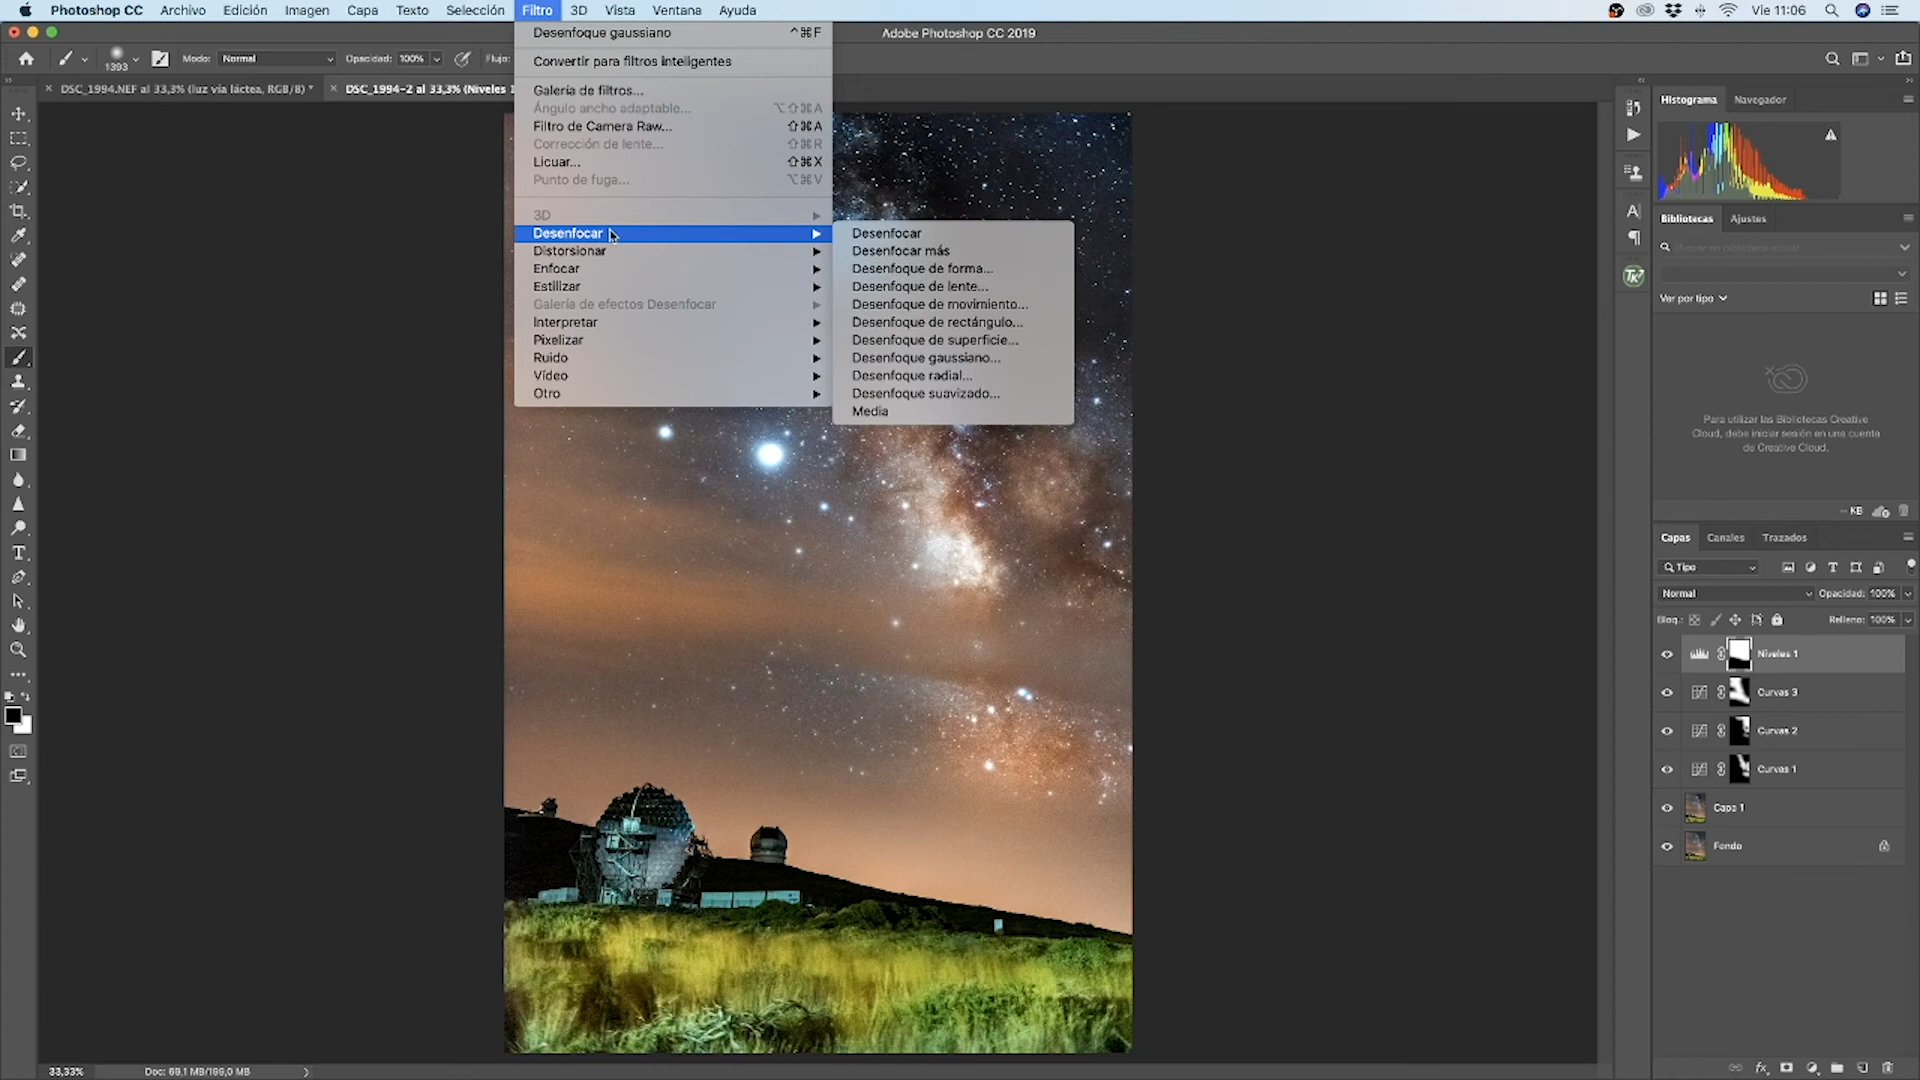 Photoshop CC Archivo Edición Imagen Capa Texto Selección Filtro 3D Vista Ventana Ayuda Vie 11:06
Adobe Photoshop CC 2019
1393 Modo: Normal Opacidad: 100% Flujo:
DSC_1994.NEF al 33,3% (luz vía láctea, RGB/8) * DSC_1994-2 al 33,3% (Niveles 1
Desenfoque gaussiano ^⌘F
Convertir para filtros inteligentes
Galería de filtros...
Ángulo ancho adaptable... ⌥⇧⌘A
Filtro de Camera Raw... ⇧⌘A
Corrección de lente... ⇧⌘R
Licuar... ⇧⌘X
Punto de fuga... ⌥⌘V
3D
Desenfocar
Distorsionar
Enfocar
Estilizar
Galería de efectos Desenfocar
Interpretar
Pixelizar
Ruido
Vídeo
Otro
Desenfocar
Desenfocar más
Desenfoque de forma...
Desenfoque de lente...
Desenfoque de movimiento...
Desenfoque de rectángulo...
Desenfoque de superficie...
Desenfoque gaussiano...
Desenfoque radial...
Desenfoque suavizado...
Media
Histograma Navegador
Bibliotecas Ajustes
Buscar en biblioteca actual
Ver por tipo
Para utilizar las Bibliotecas Creative
Cloud, debe iniciar sesión en una cuenta
de Creative Cloud.
-- KB
Capas Canales Trazados
Tipo
Normal Opacidad: 100%
Bloq.: Relleno: 100%
Niveles 1
Curvas 3
Curvas 2
Curvas 1
Capa 1
Fondo
TK7
33,33% Doc: 69,1 MB/199,0 MB